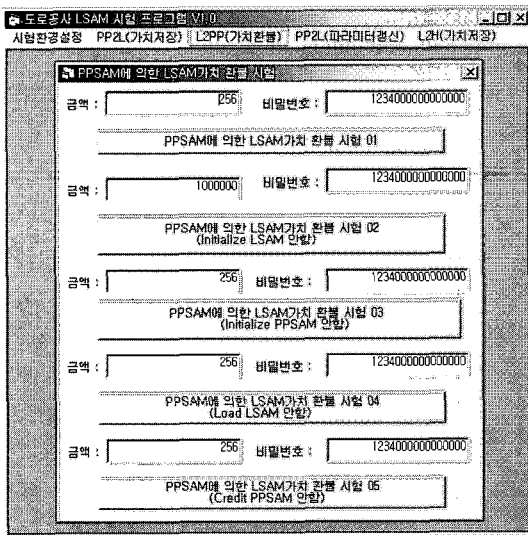 도로공사 LSAM 시험 프로그램 V1.0
시험환경설정 PP2L(가치저장) L2PP(가치환불) PP2L(파라미터갱신) L2H(가치저장)
PPSAM에 의한 LSAM가치 환불 시험
금액 : 256 비밀번호 : 1234000000000000
PPSAM에 의한 LSAM가치 환불 시험 01
금액 : 1000000 비밀번호 : 1234000000000000
PPSAM에 의한 LSAM가치 환불 시험 02
(Initialize LSAM 안함)
금액 : 256 비밀번호 : 1234000000000000
PPSAM에 의한 LSAM가치 환불 시험 03
(Initialize PPSAM 안함)
금액 : 256 비밀번호 : 1234000000000000
PPSAM에 의한 LSAM가치 환불 시험 04
(Load LSAM 안함)
금액 : 256 비밀번호 : 1234000000000000
PPSAM에 의한 LSAM가치 환불 시험 05
(Credit PPSAM 안함)